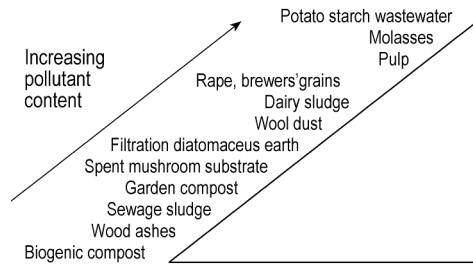 Potato starch wastewater
Molasses
Pulp
Increasing
pollutant
content
Rape, brewers'grains
Dairy sludge
Wool dust
Filtration diatomaceus earth
Spent mushroom substrate
Garden compost
Sewage sludge
Wood ashes
Biogenic compost